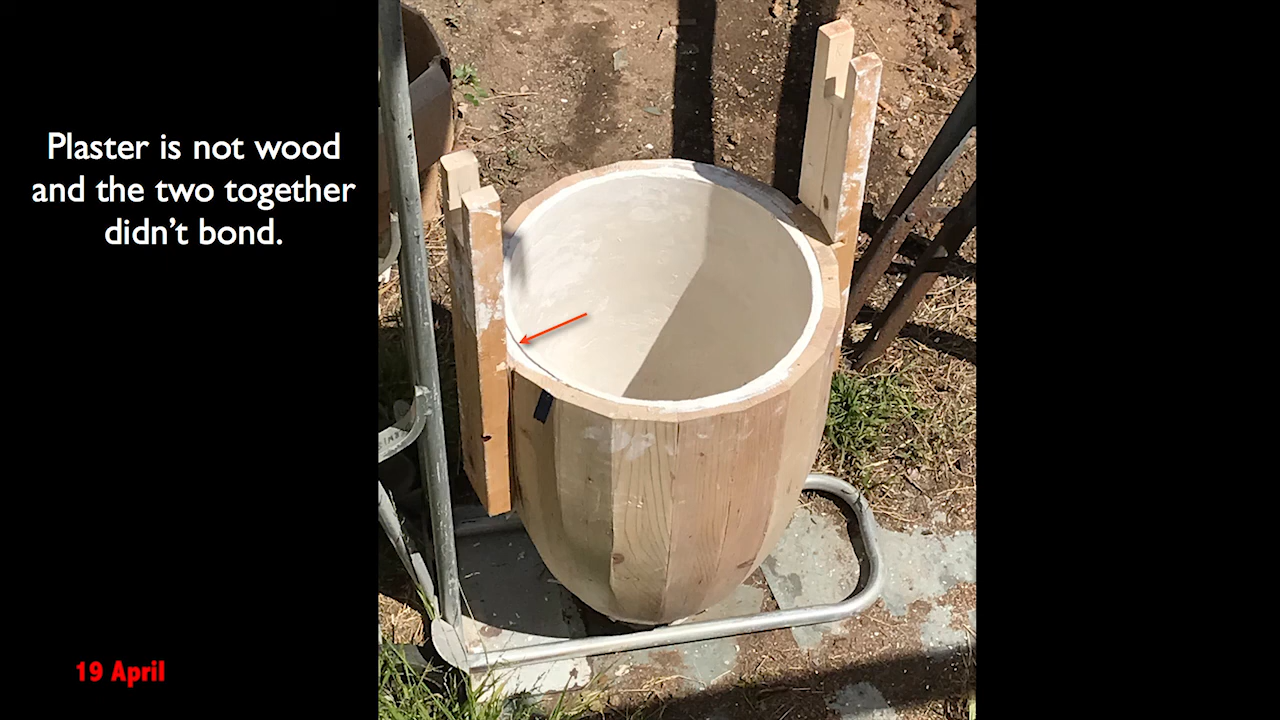 Plaster is not wood
and the two together
didn't bond.
19 April